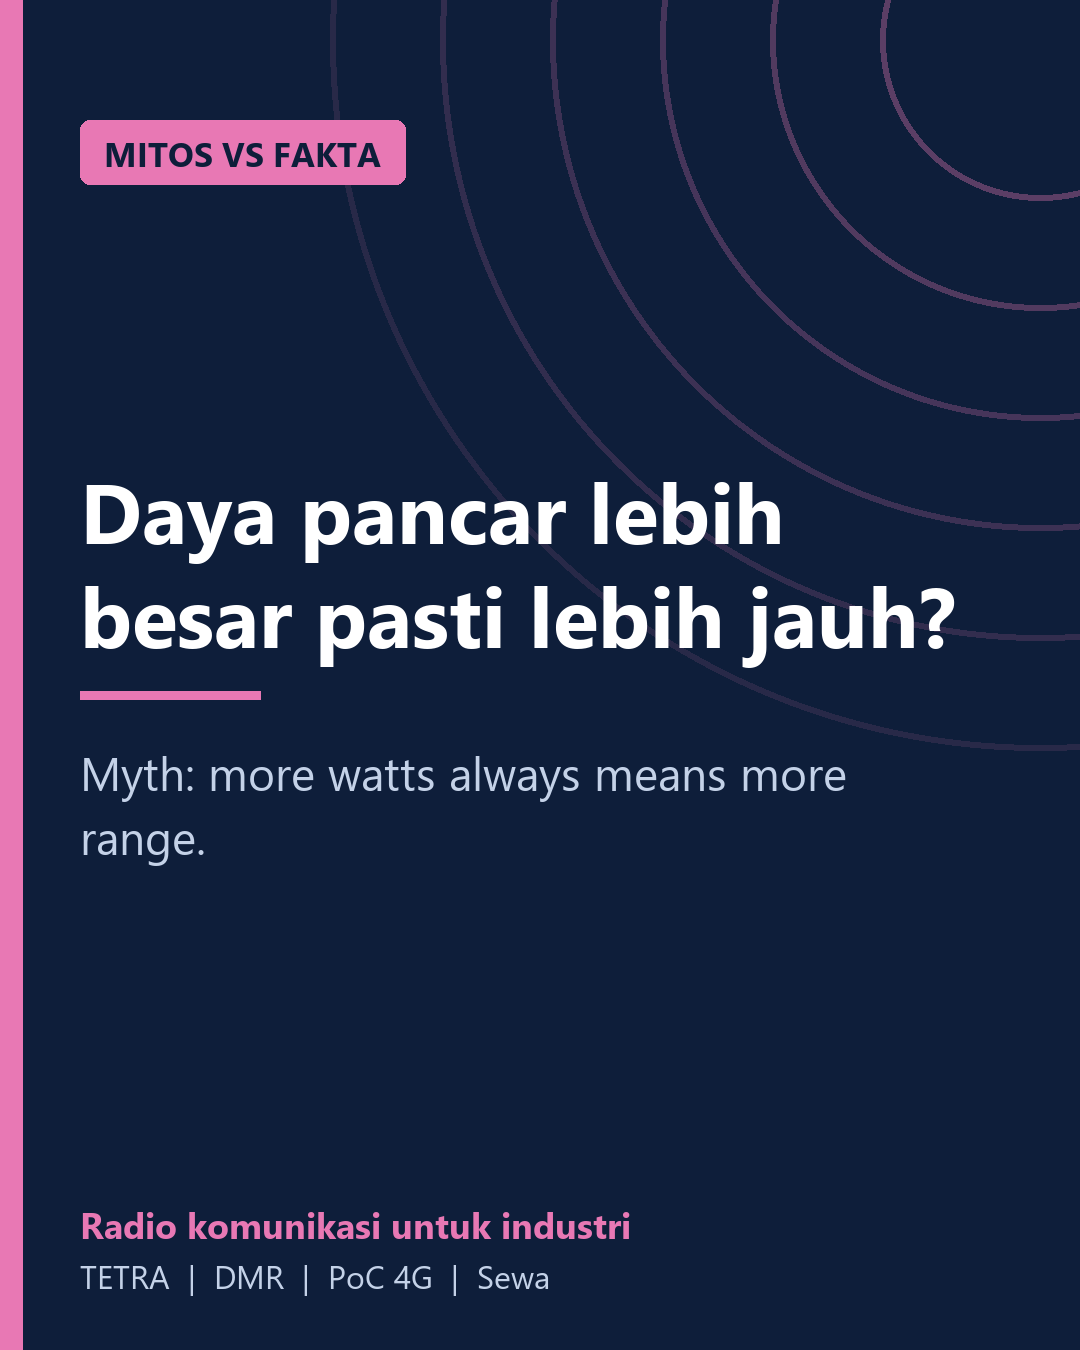 MITOS VS FAKTA
Daya pancar lebih
besar pasti lebih jauh?
Myth: more watts always means more
range.
Radio komunikasi untuk industri
TETRA | DMR | PoC 4G | Sewa